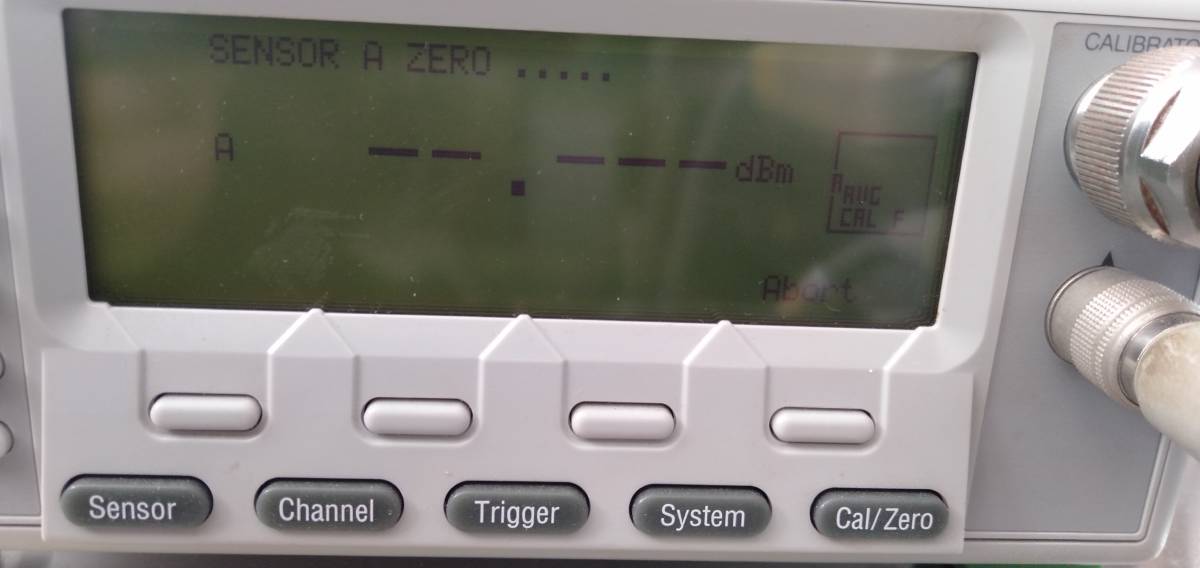 SENSOR A ZERO .....
CALIBRATO
A -- . --- dBm
A
AVG
CAL F
Abort
Sensor
Channel
Trigger
System
Cal/Zero